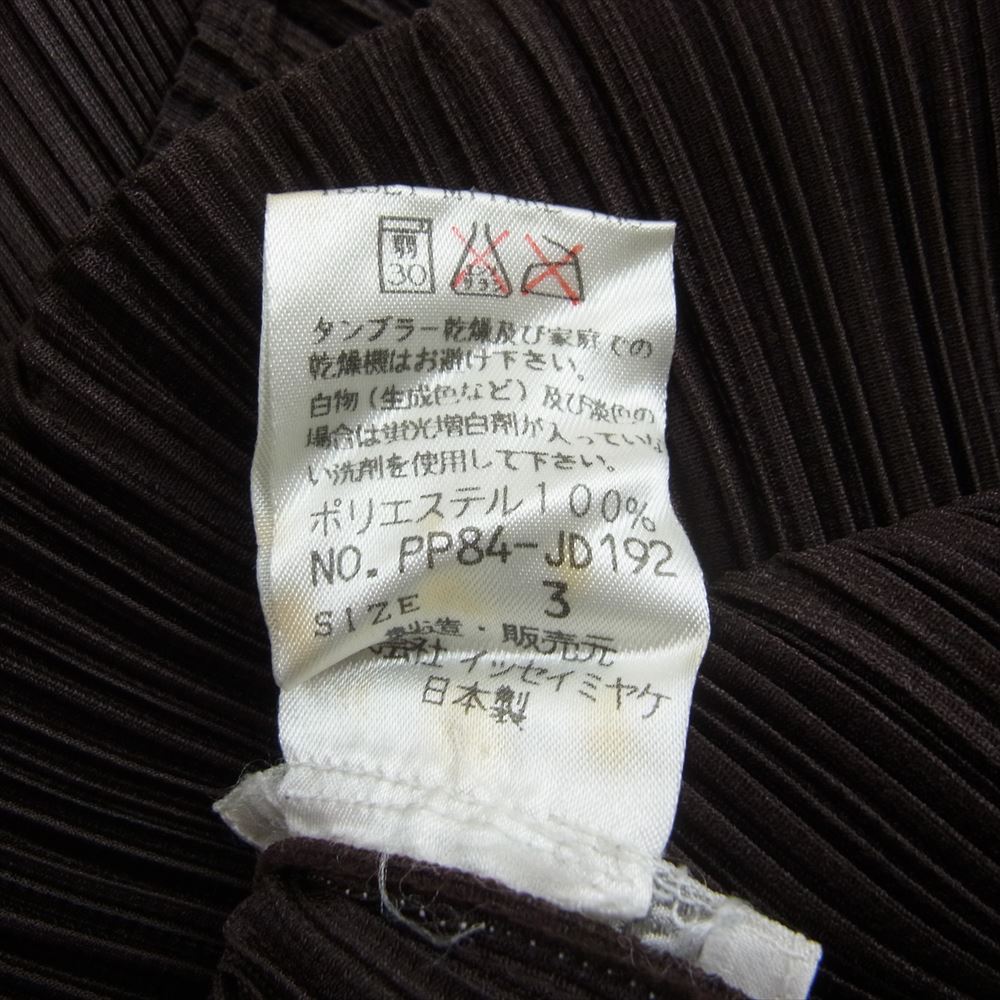 弱
30
タンブラー乾燥及び家庭での
乾燥機はお避け下さい。
白物(生成色など)及び淡色の
場合は蛍光増白剤が入っていな
い洗剤を使用して下さい。
ポリエステル100%
NO. PP84-JD192
SIZE 3
製造・販売元
会社 イッセイミヤケ
日本製